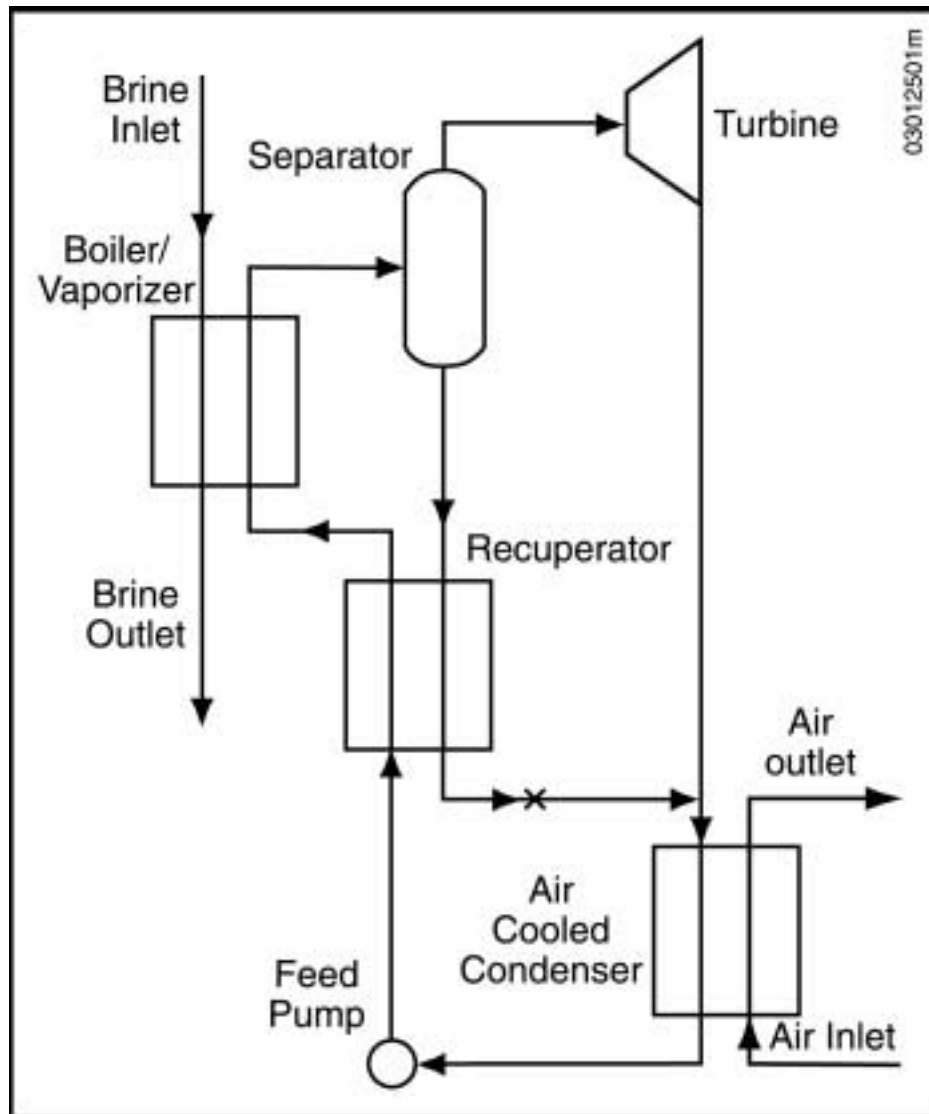 03012501m
Brine
Inlet
Turbine
Separator
Boiler/
Vaporizer
Recuperator
Brine
Outlet
Air
outlet
Air
Cooled
Condenser
Feed
Pump
Air Inlet